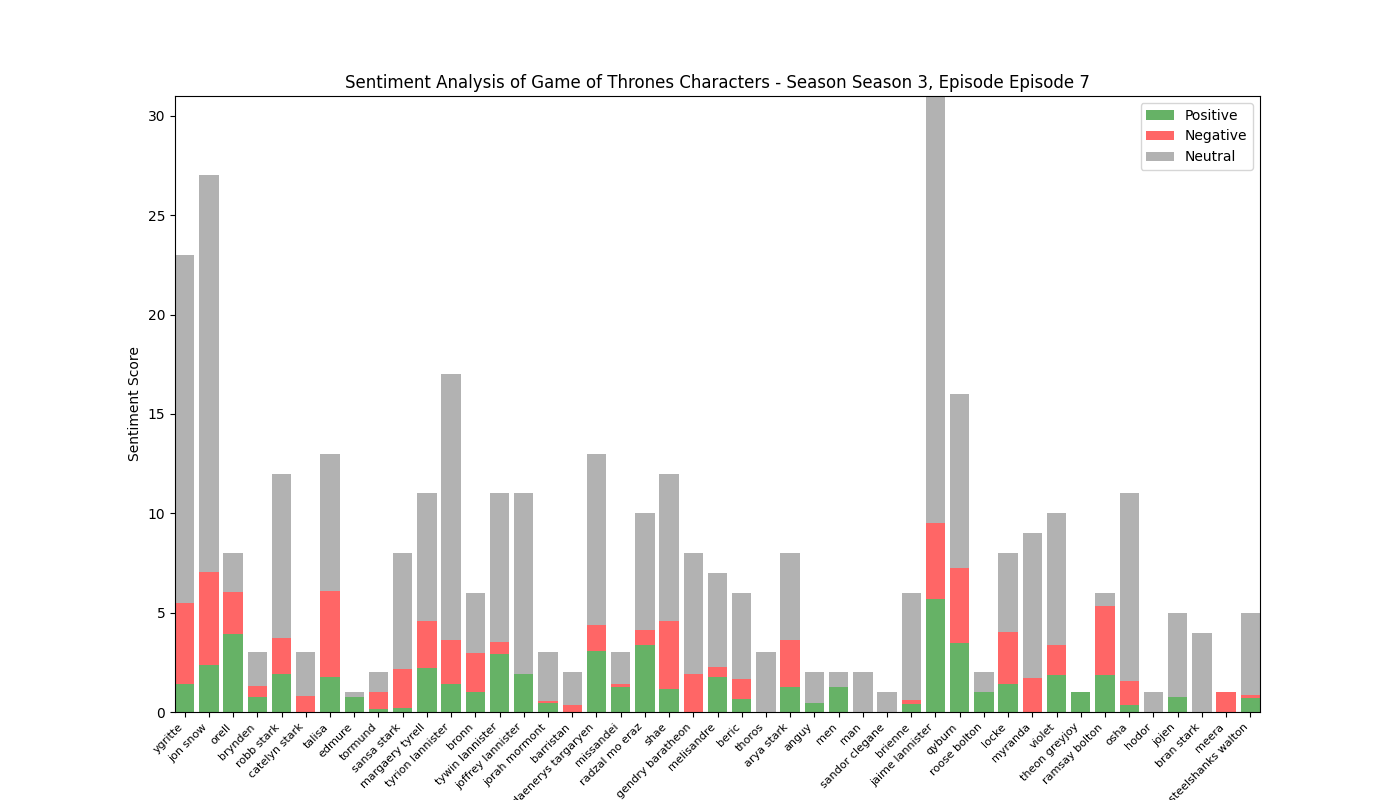 Sentiment Analysis of Game of Thrones Characters - Season Season 3, Episode Episode 7
Positive
Negative
Neutral
Sentiment Score
30
25
20
15
10
5
0
ygritte
jon snow
orell
brynden
robb stark
catelyn stark
talisa
edmure
tormund
sansa stark
margaery tyrell
tyrion lannister
bronn
tywin lannister
joffrey lannister
jorah mormont
barristan
daenerys targaryen
missandei
radzal mo eraz
shae
gendry baratheon
melisandre
beric
thoros
arya stark
anguy
men
man
sandor clegane
brienne
jaime lannister
qyburn
roose bolton
locke
myranda
violet
theon greyjoy
ramsay bolton
osha
hodor
jojen
bran stark
meera
steelshanks walton